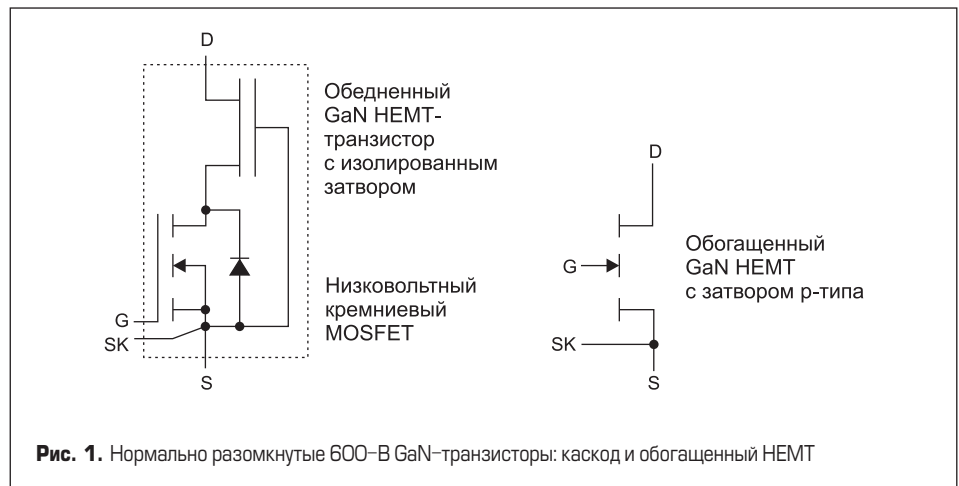 D
Обедненный
GaN HEMT-
транзистор
с изолированным
затвором
Низковольтный
кремниевый
MOSFET
G
SK
S
D
G
Обогащенный
GaN HEMT
с затвором p-типа
SK
S
Рис. 1. Нормально разомкнутые 600-В GaN-транзисторы: каскод и обогащенный HEMT